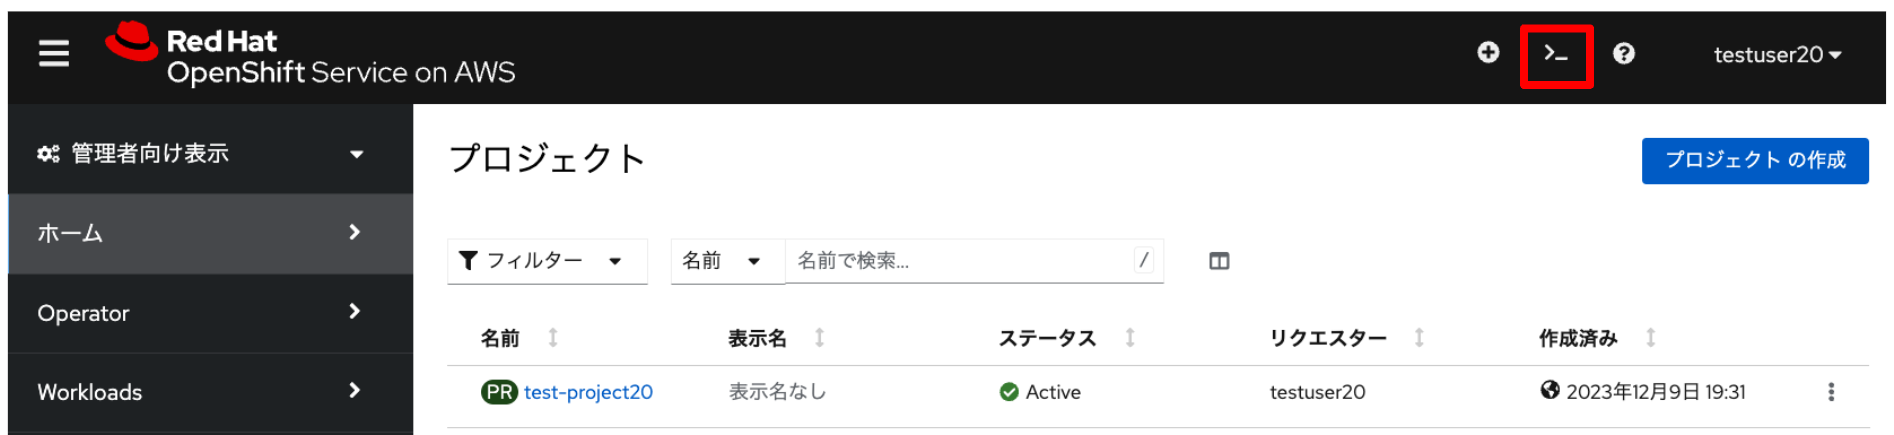 Red Hat
OpenShift Service on AWS
testuser20
管理者向け表示
ホーム
Operator
Workloads
プロジェクト
プロジェクト の作成
フィルター
名前
名前で検索...
/
名前 表示名 ステータス リクエスター 作成済み
PR test-project20 表示名なし Active testuser20 2023年12月9日 19:31